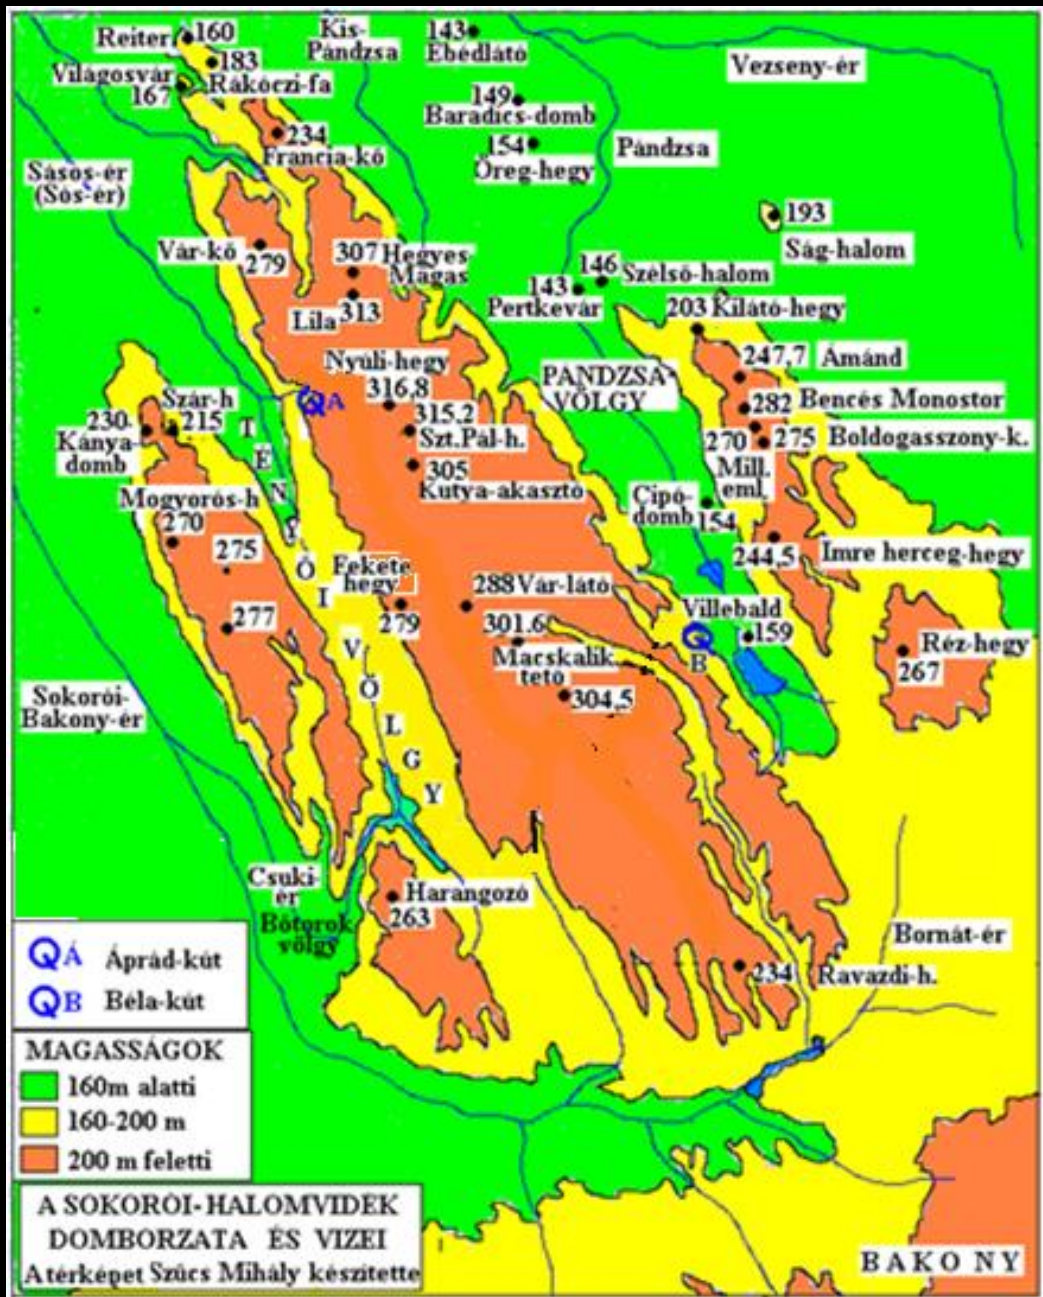 Reiter
160
183
Világosvár
167
Rákóczi-fa
234
Francia-kő
Kis-
Pándzsa
143
Ebédlátó
149
Baradics-domb
154
Öreg-hegy
Vezseny-ér
Pándzsa
Sásos-ér
(Sós-ér)
193
Ság-halom
Vár-kő
279
307
Hegyes-
Magas
Lila
313
146
Szélső-halom
143
Pertkevár
203 Kilátó-hegy
Nyúli-hegy
316,8
315.2
Szt.Pál-h.
305
Kutya-akasztó
PANDZSA-
VÖLGY
247,7
Ámánd
282
Bencés Monostor
270
275
Boldogasszony-k.
Mill.
eml.
Szár-h
230
215
Kánya-
domb
Mogyorós-h
270
275
277
Á
TÉNYŐI VÖLGY
Cipó-
domb
154
244,5
Imre herceg-hegy
Fekete
hegy
279
288 Vár-látó
301.6
Macskalik
tető
304,5
Villebald
159
B
Réz-hegy
267
Sokorói-
Bakony-ér
Csuki-
ér
Bótorok
völgy
Harangozó
263
Bornát-ér
234
Ravazdi-h.
Á Áprád-kút
B Béla-kút
MAGASSÁGOK
160m alatti
160-200 m
200 m feletti
A SOKORÓI-HALOMVIDÉK
DOMBORZATA ÉS VIZEI
A térképet Szűcs Mihály készítette
BAKONY